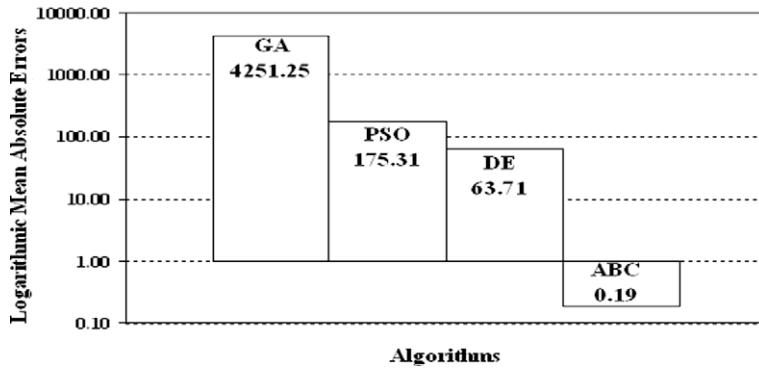 Logarithmic Mean Absolute Errors
10000.00
1000.00
100.00
10.00
1.00
0.10
GA
4251.25
PSO
175.31
DE
63.71
ABC
0.19
Algorithms